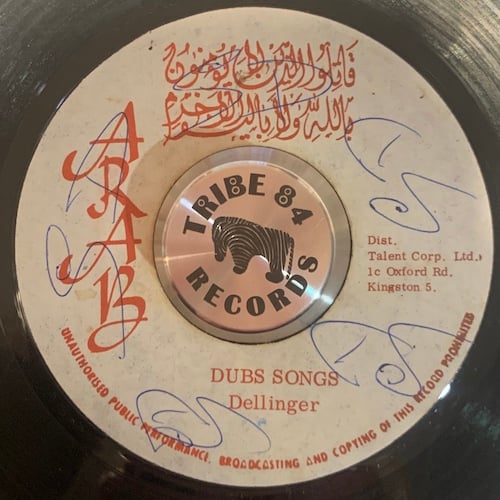 قاتلوا الذين لا يؤمنون
بالله ولا باليوم الآخر
ARAB
TRIBE 84
RECORDS
Dist.
Talent Corp. Ltd.
1c Oxford Rd.
Kingston 5.
DUBS SONGS
Dellinger
UNAUTHORISED PUBLIC PERFORMANCE, BROADCASTING AND COPYING OF THIS RECORD PROHIBITED